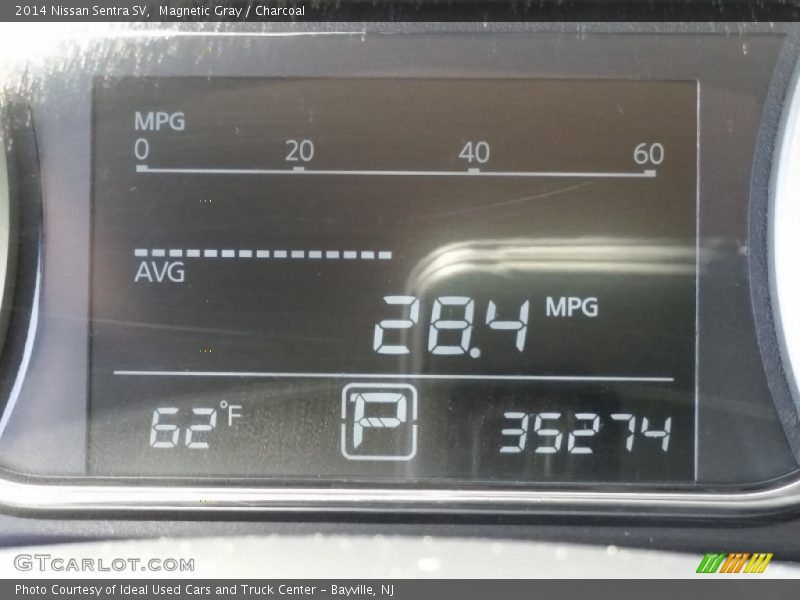 2014 Nissan Sentra SV, Magnetic Gray / Charcoal
MPG
0 20 40 60
AVG
28.4 MPG
62°F P 35274
GTCARLOT.COM
Photo Courtesy of Ideal Used Cars and Truck Center – Bayville, NJ